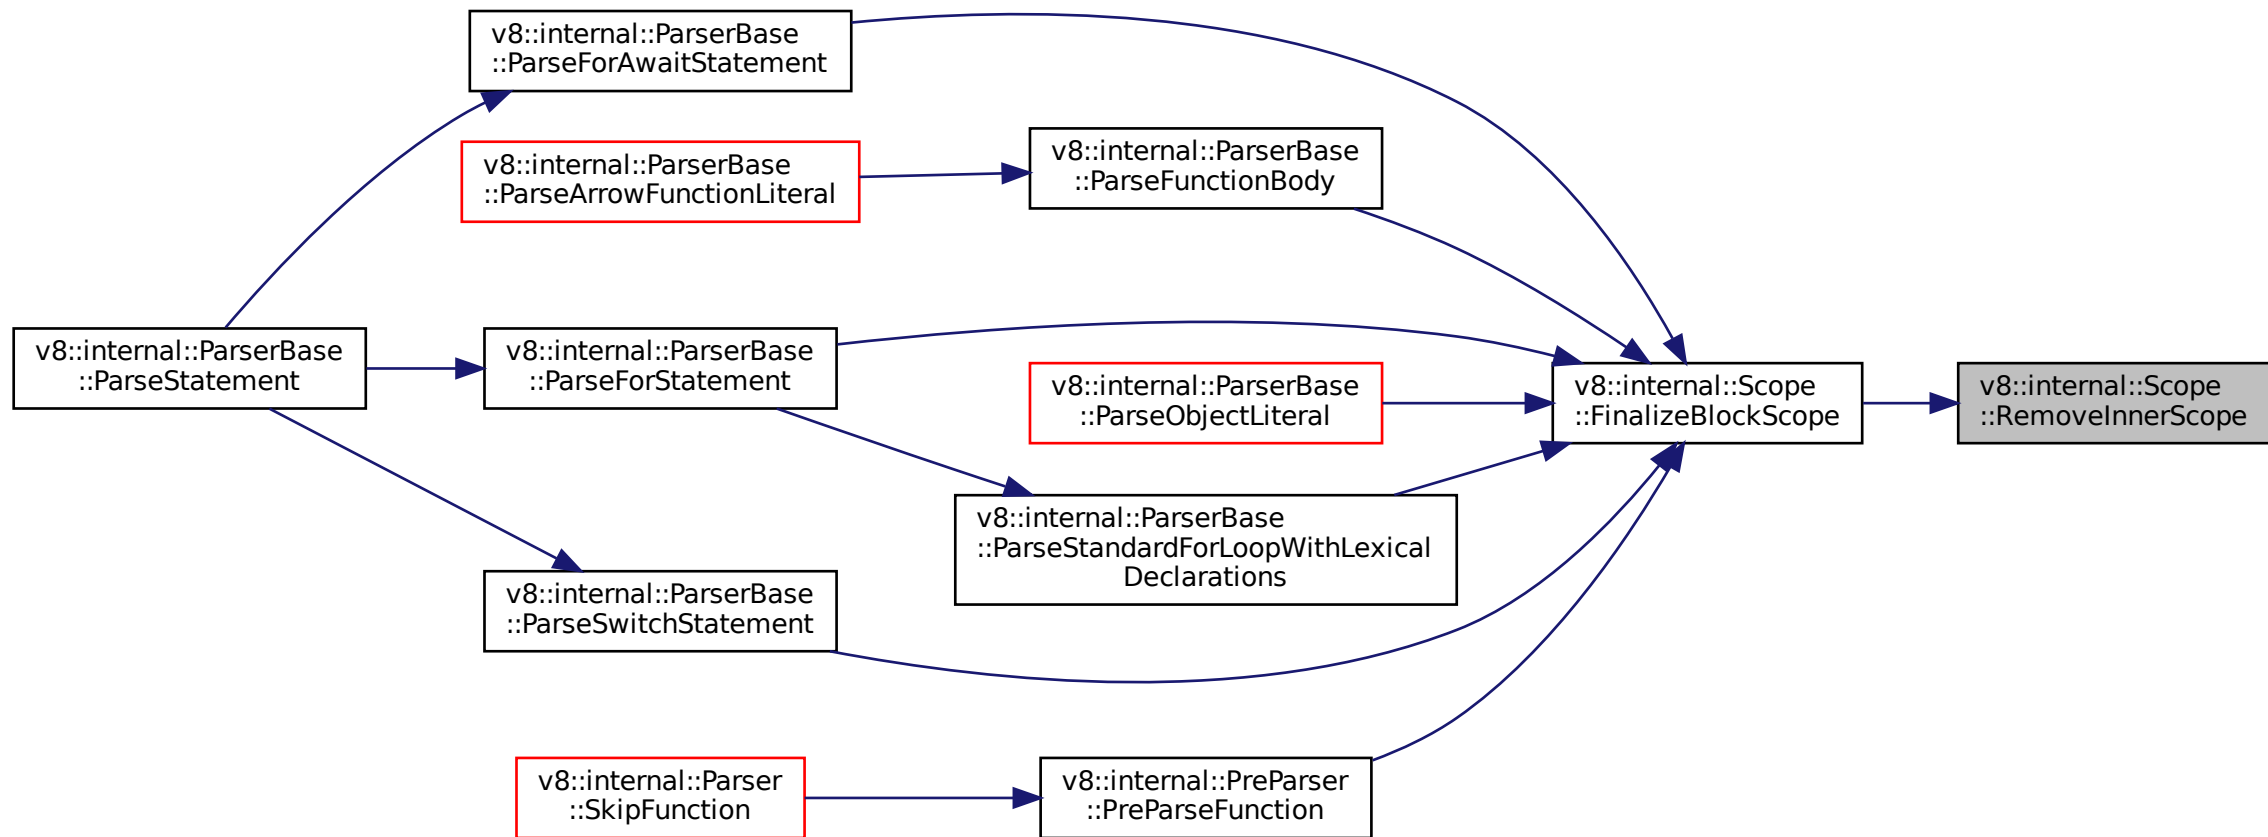 v8::internal::ParserBase
::ParseForAwaitStatement
v8::internal::ParserBase
::ParseArrowFunctionLiteral
v8::internal::ParserBase
::ParseFunctionBody
v8::internal::ParserBase
::ParseStatement
v8::internal::ParserBase
::ParseForStatement
v8::internal::ParserBase
::ParseObjectLiteral
v8::internal::Scope
::FinalizeBlockScope
v8::internal::Scope
::RemoveInnerScope
v8::internal::ParserBase
::ParseStandardForLoopWithLexical
Declarations
v8::internal::ParserBase
::ParseSwitchStatement
v8::internal::Parser
::SkipFunction
v8::internal::PreParser
::PreParseFunction